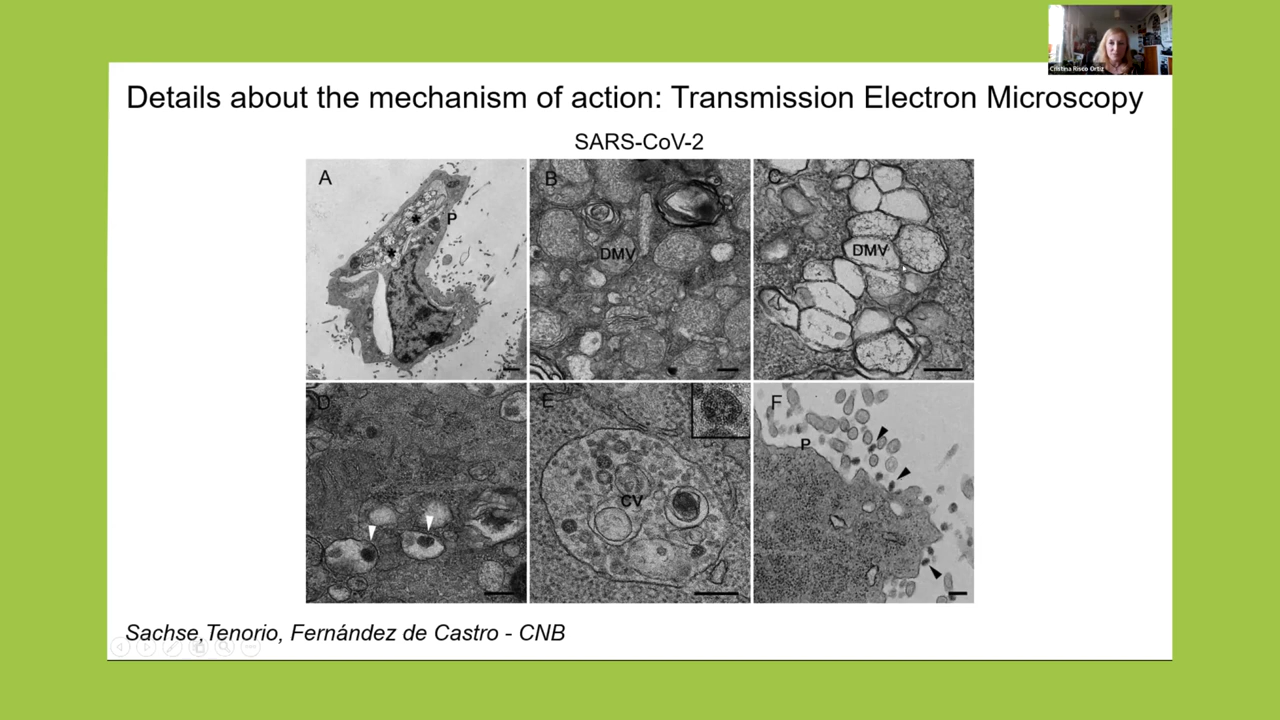 Cristina Risco Ortiz
Details about the mechanism of action: Transmission Electron Microscopy
SARS-CoV-2
A
P
B
DMV
C
DMV
D
E
CV
F
P
Sachse,Tenorio, Fernández de Castro - CNB